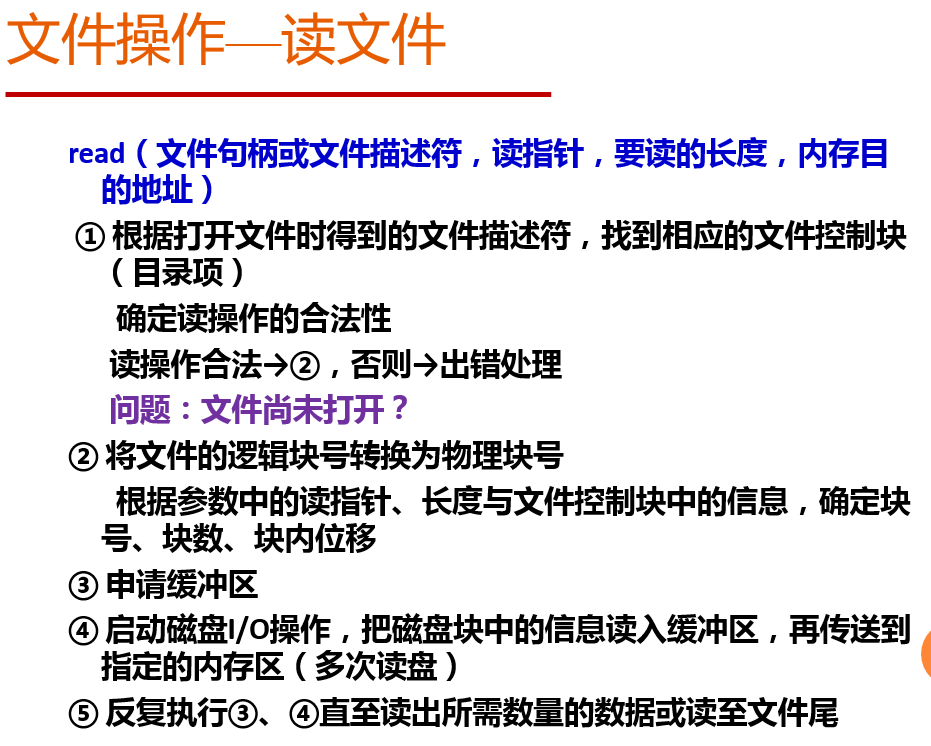 文件操作—读文件
read（文件句柄或文件描述符，读指针，要读的长度，内存目
的地址）
① 根据打开文件时得到的文件描述符，找到相应的文件控制块
（目录项）
确定读操作的合法性
读操作合法→②，否则→出错处理
问题：文件尚未打开？
② 将文件的逻辑块号转换为物理块号
根据参数中的读指针、长度与文件控制块中的信息，确定块
号、块数、块内位移
③ 申请缓冲区
④ 启动磁盘I/O操作，把磁盘块中的信息读入缓冲区，再传送到
指定的内存区（多次读盘）
⑤ 反复执行③、④直至读出所需数量的数据或读至文件尾